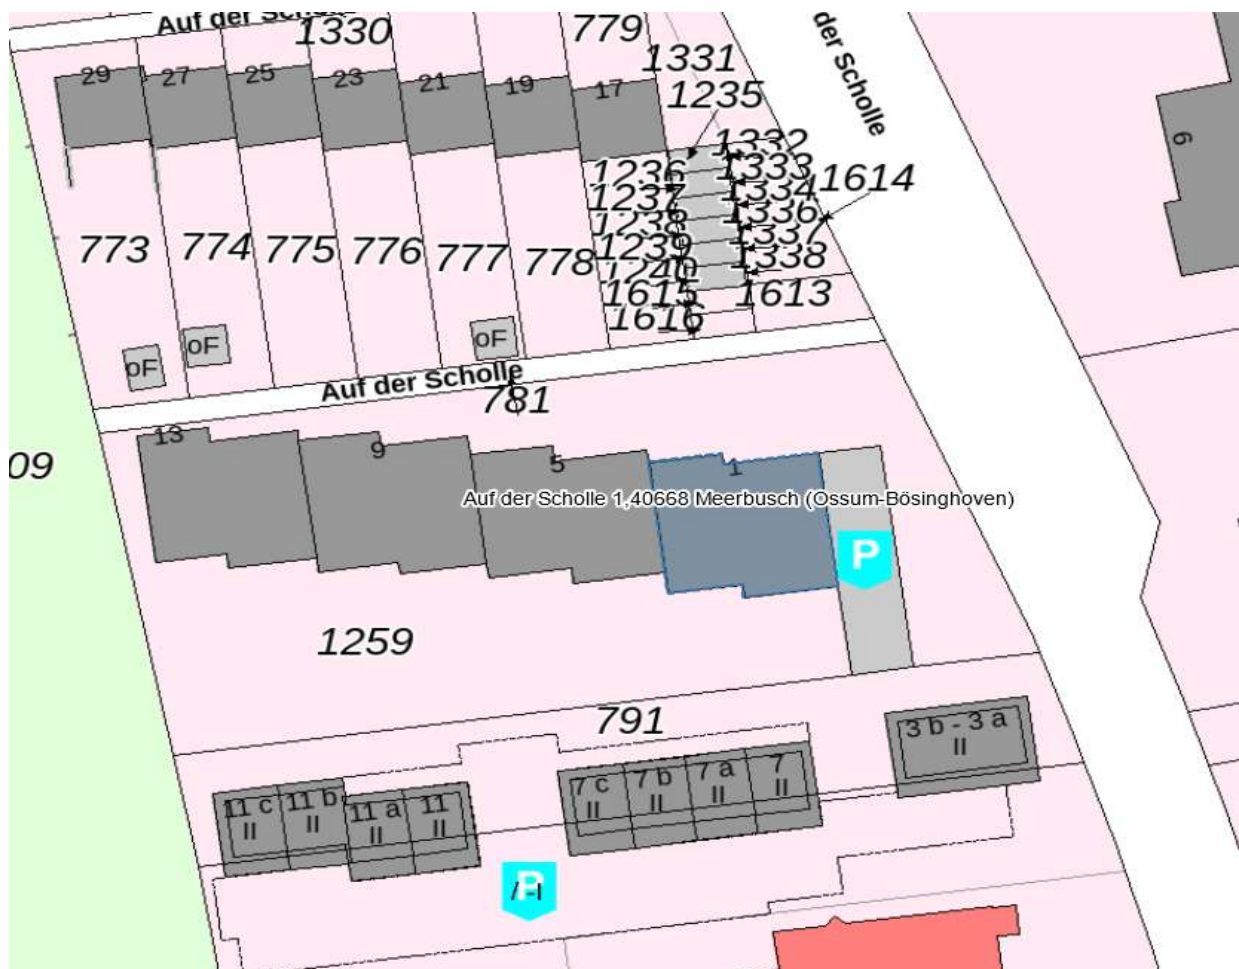 Auf der Scholle
1330
779
der Scholle
1331
1235
29
27
25
23
21
19
17
6
1332
1333
1334
1336
1337
1338
1614
1236
1237
1238
1239
1240
1615
1616
1613
773
774
775
776
777
778
oF
oF
oF
Auf der Scholle
781
13
9
5
1
09
Auf der Scholle 1,40668 Meerbusch (Ossum-Bösinghoven)
P
1259
791
3 b - 3 a
II
7 c
II
7 b
II
7 a
II
7
II
11 c
II
11 b
II
11 a
II
11
II
P
/ -I